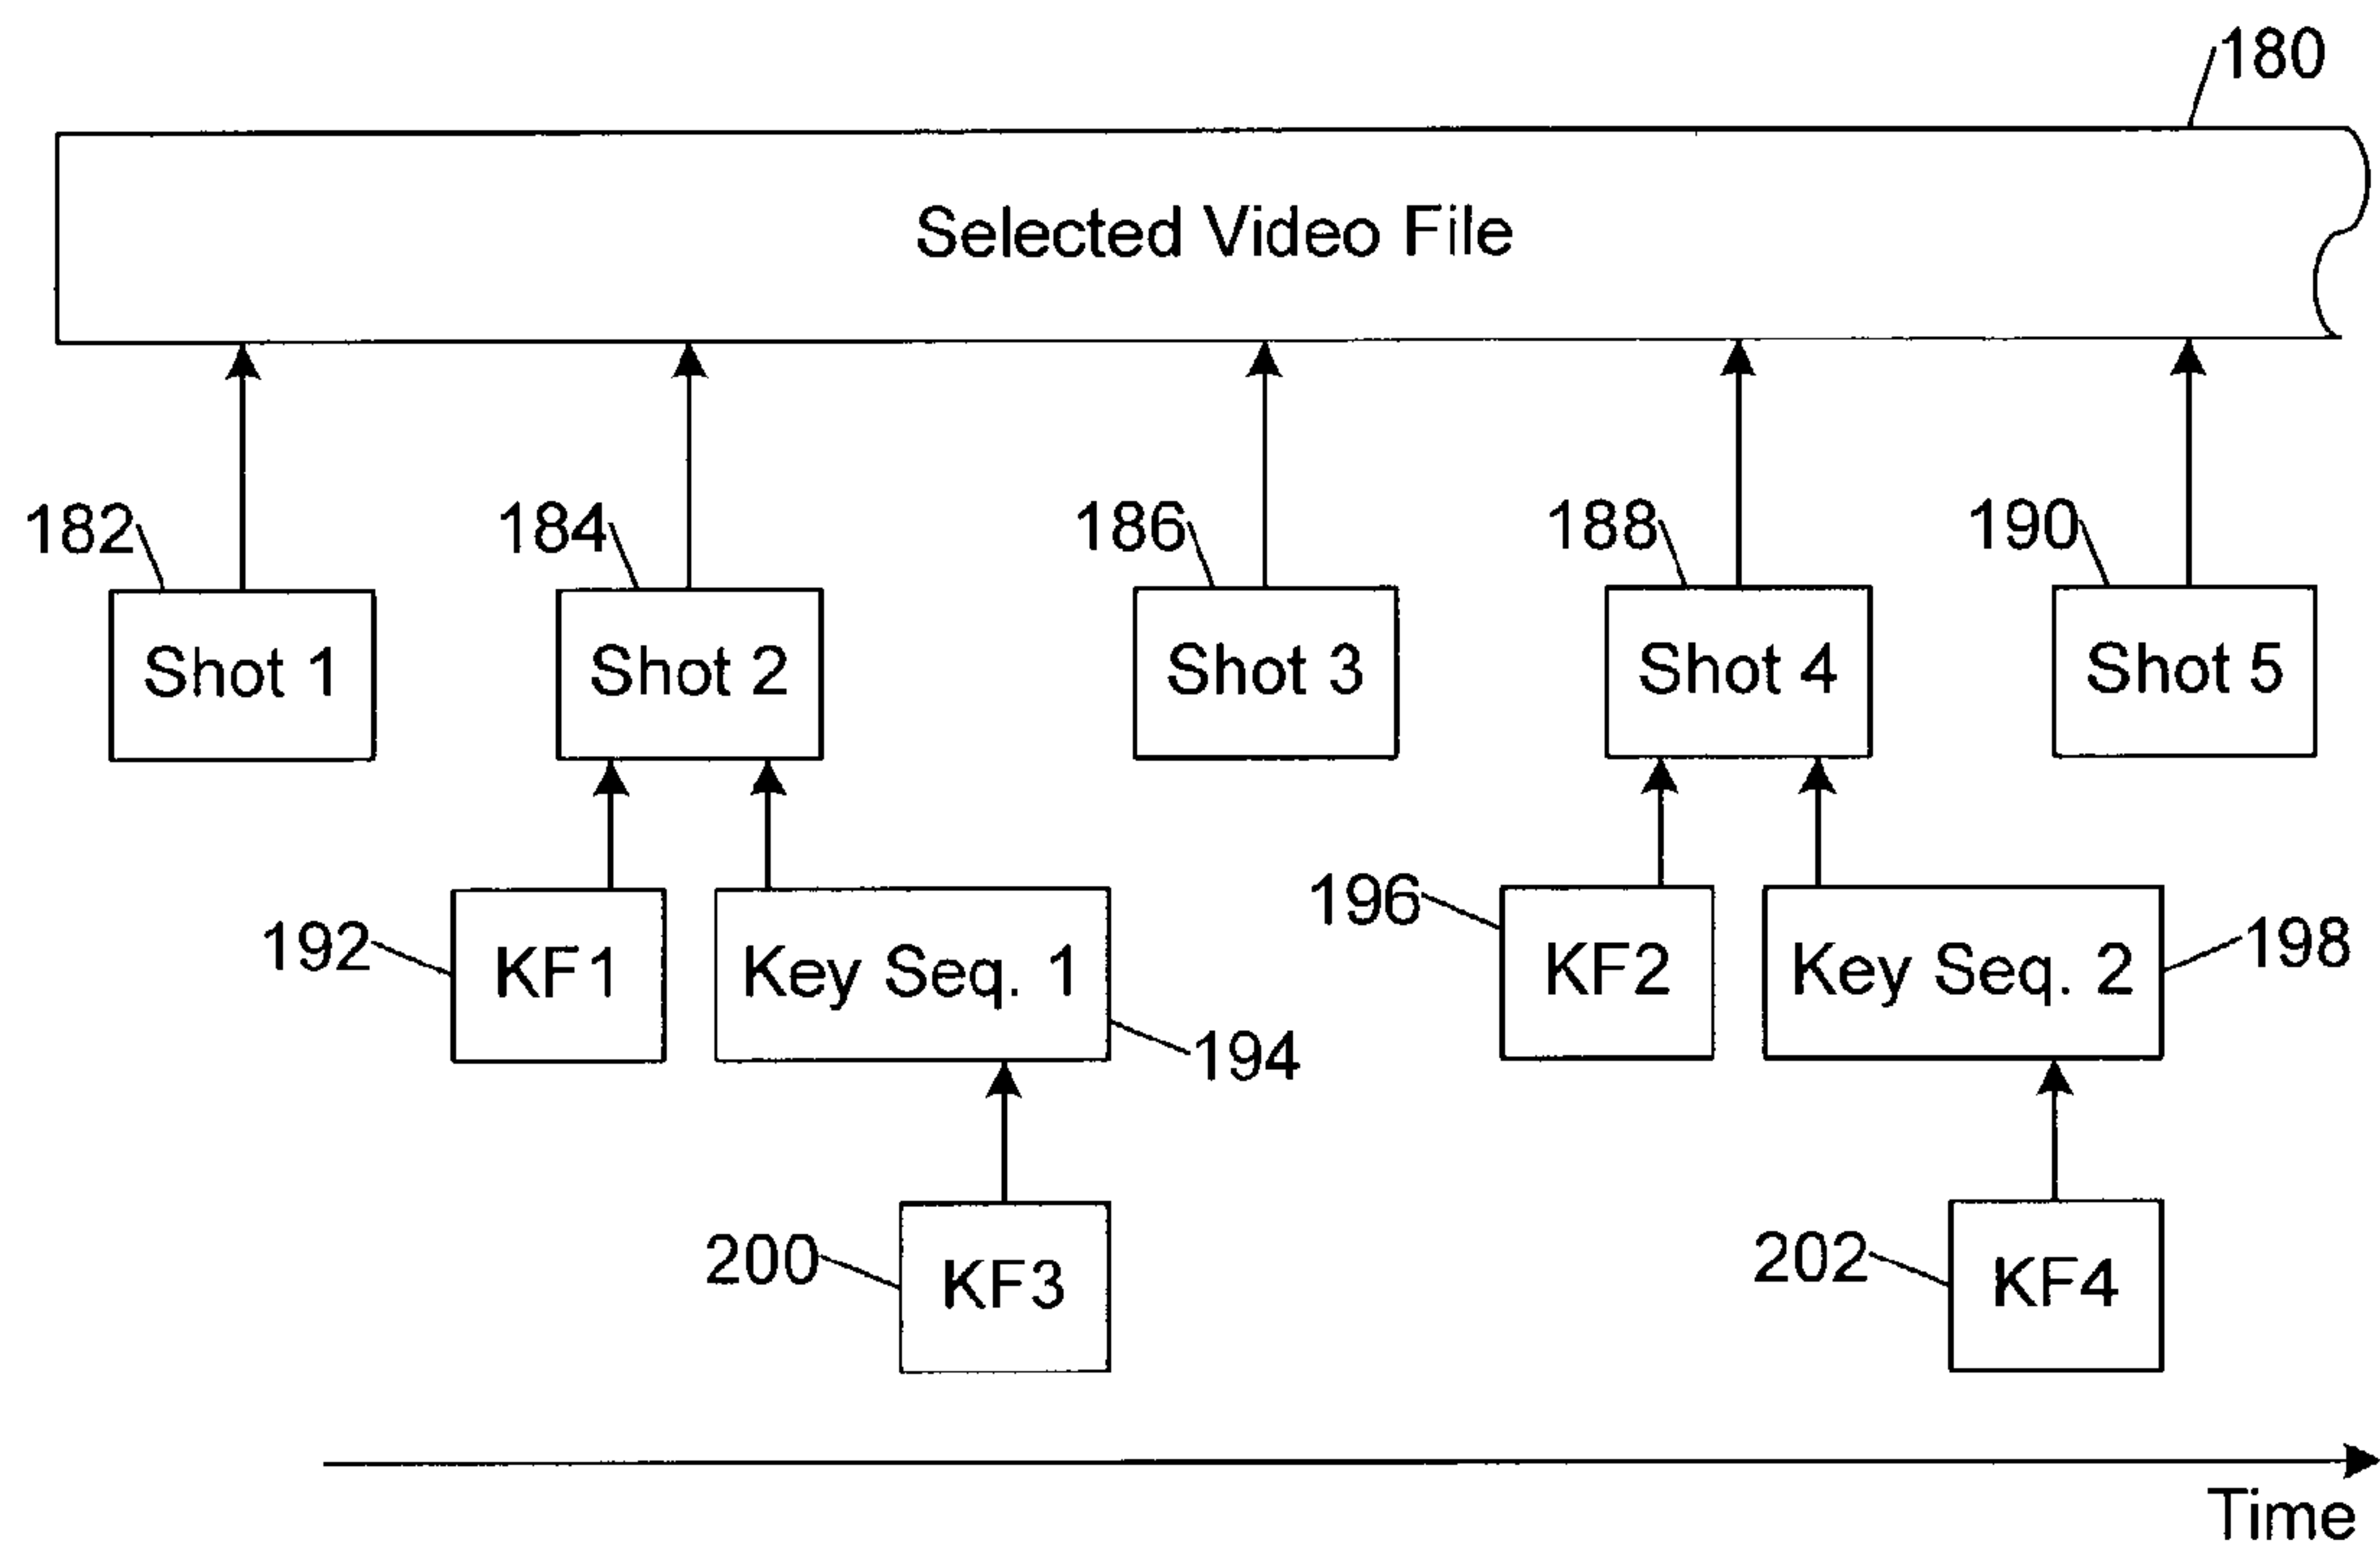 180
Selected Video File
182
184
186
188
190
Shot 1
Shot 2
Shot 3
Shot 4
Shot 5
192
KF1
Key Seq. 1
194
196
KF2
Key Seq. 2
198
200
KF3
202
KF4
Time